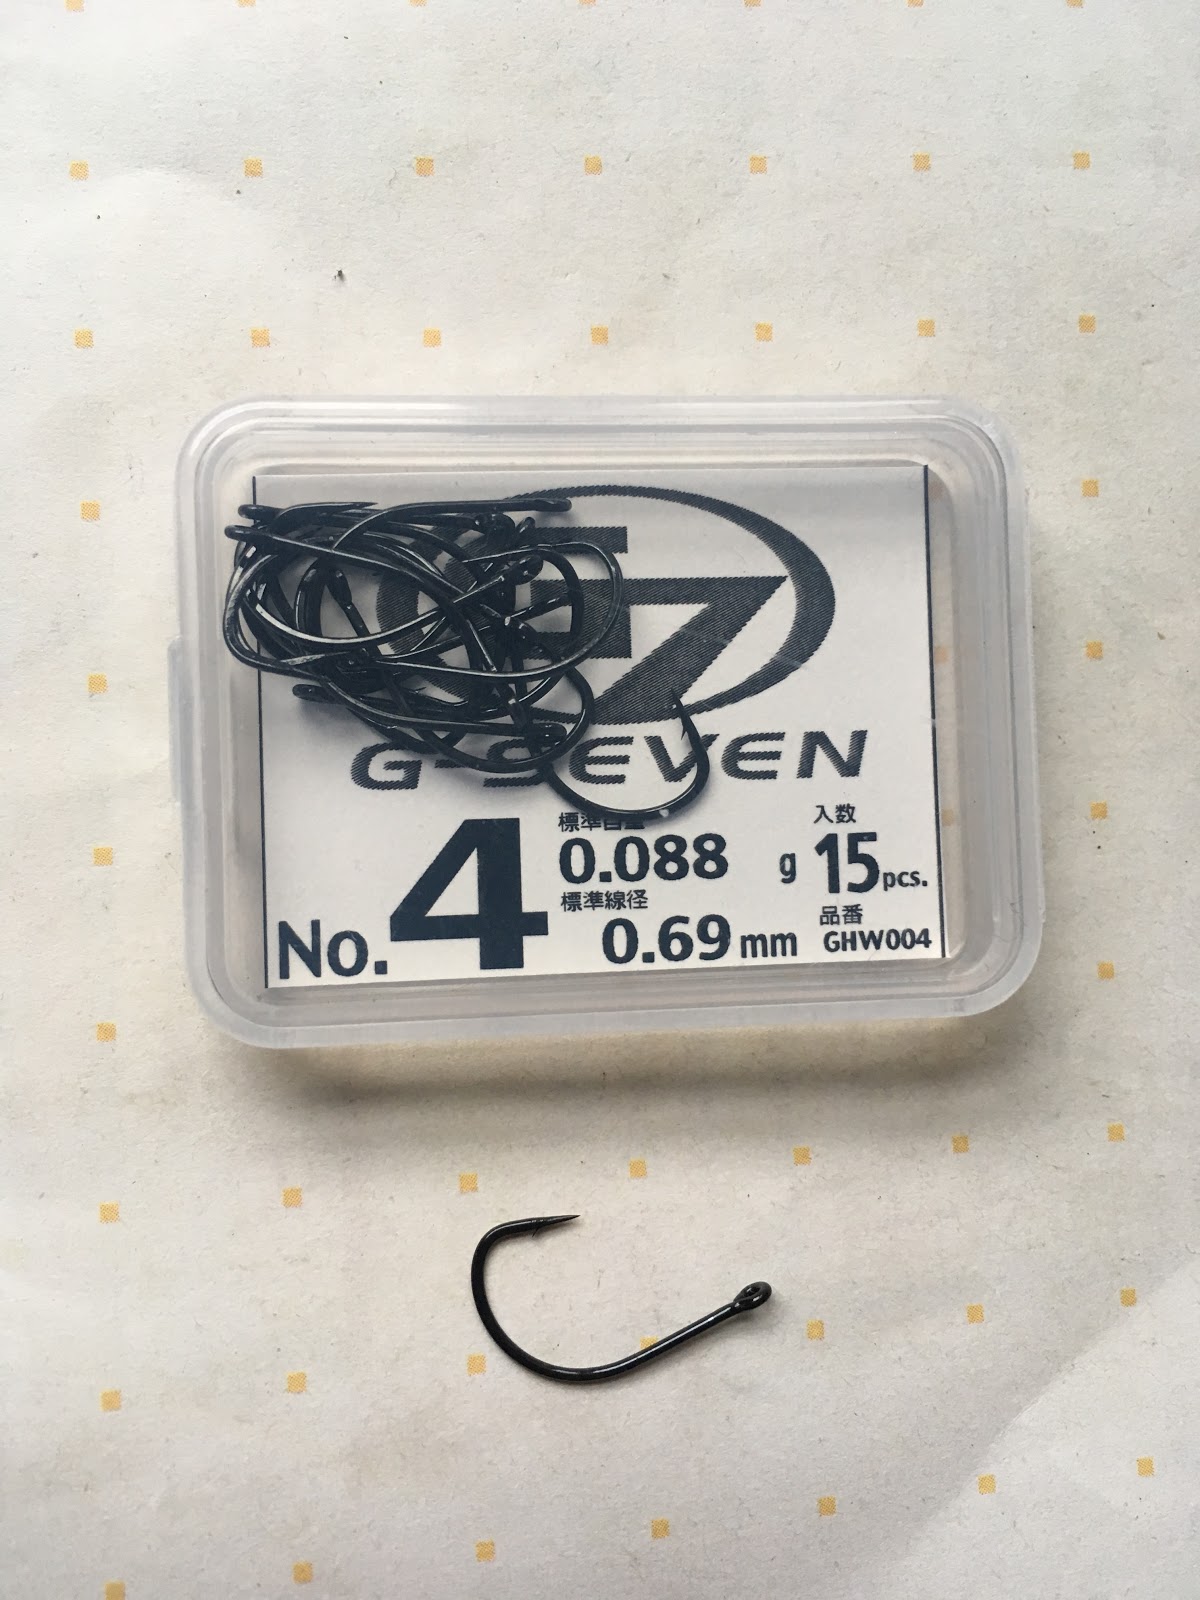 G-SEVEN
No.4
標準自重
0.088 g
標準線径
0.69 mm
入数
15 pcs.
品番
GHW004